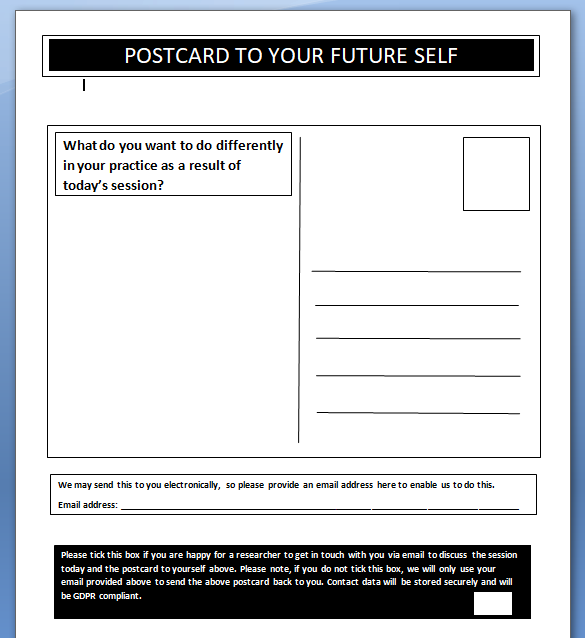 POSTCARD TO YOUR FUTURE SELF
What do you want to do differently
in your practice as a result of
today's session?
We may send this to you electronically, so please provide an email address here to enable us to do this.
Email address:
Please tick this box if you are happy for a researcher to get in touch with you via email to discuss the session
today and the postcard to yourself above. Please note, if you do not tick this box, we will only use your
email provided above to send the above postcard back to you. Contact data will be stored securely and will
be GDPR compliant.